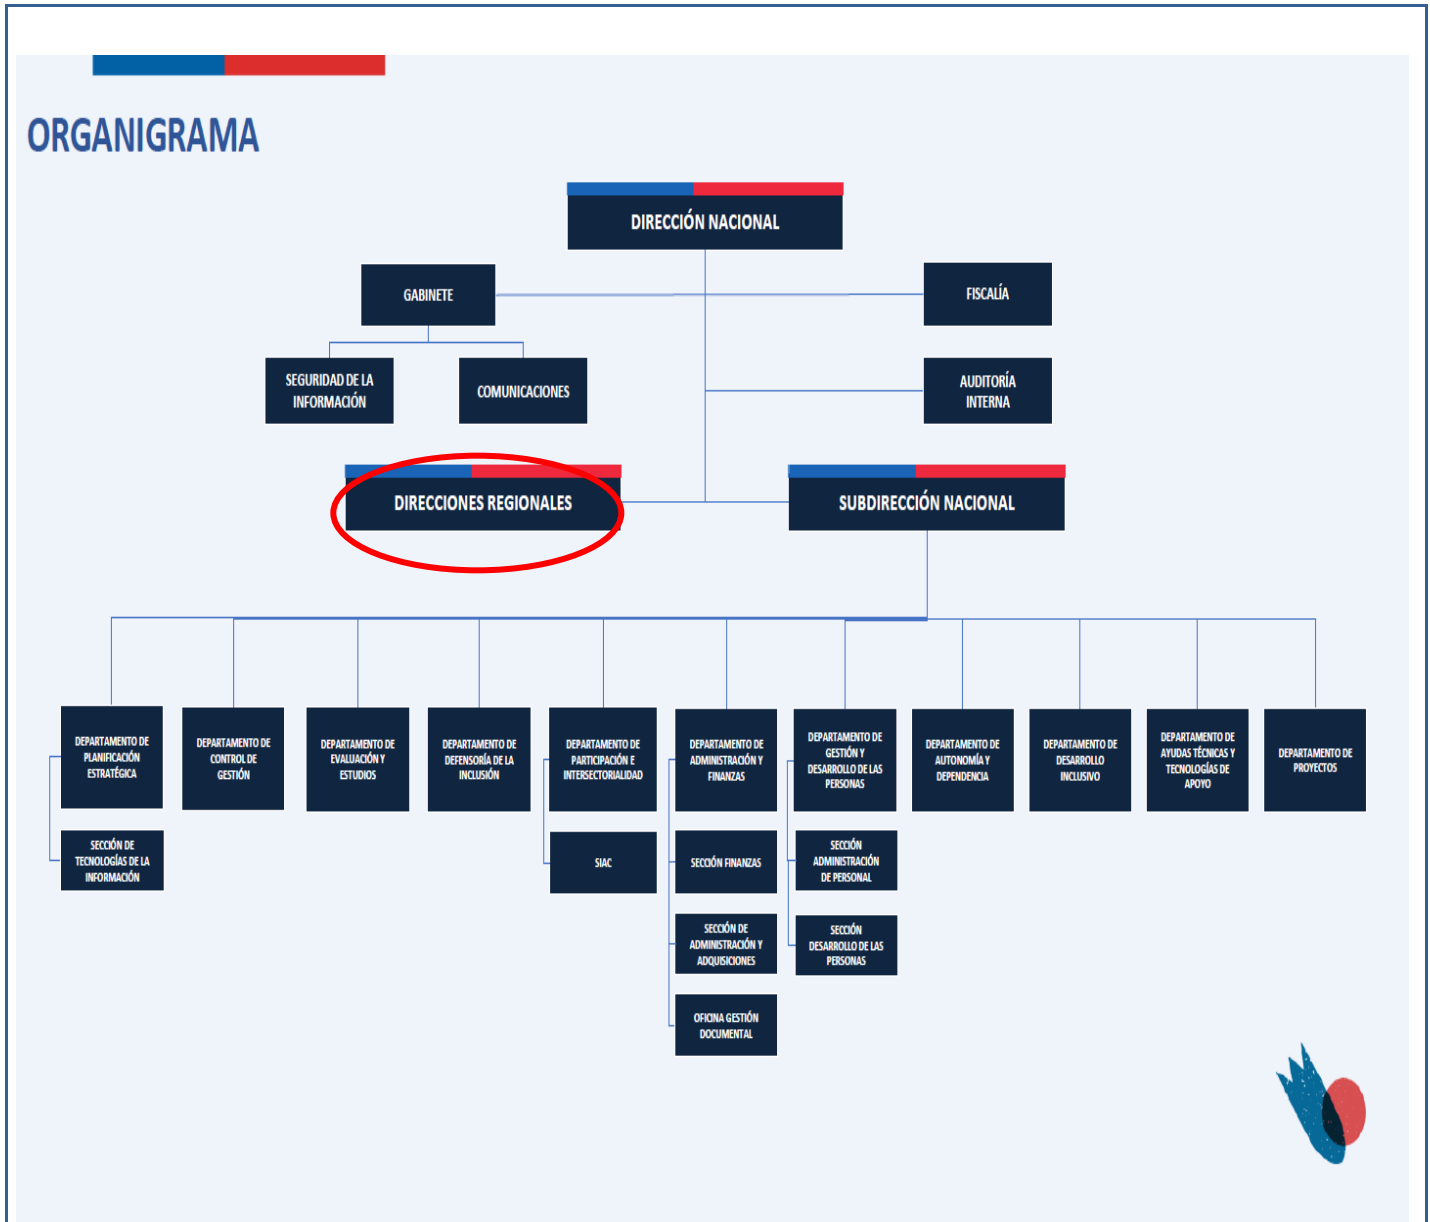 ORGANIGRAMA
DIRECCIÓN NACIONAL
GABINETE
FISCALÍA
SEGURIDAD DE LA
INFORMACIÓN
COMUNICACIONES
AUDITORÍA
INTERNA
DIRECCIONES REGIONALES
SUBDIRECCIÓN NACIONAL
DEPARTAMENTO DE
PLANIFICACIÓN
ESTRATÉGICA
DEPARTAMENTO DE
CONTROL DE
GESTIÓN
DEPARTAMENTO DE
EVALUACIÓN Y
ESTUDIOS
DEPARTAMENTO DE
DEFENSORÍA DE LA
INCLUSIÓN
DEPARTAMENTO DE
PARTICIPACIÓN E
INTERSECTORIALIDAD
DEPARTAMENTO DE
ADMINISTRACIÓN Y
FINANZAS
DEPARTAMENTO DE
GESTIÓN Y
DESARROLLO DE LAS
PERSONAS
DEPARTAMENTO DE
AUTONOMÍA Y
DEPENDENCIA
DEPARTAMENTO DE
DESARROLLO
INCLUSIVO
DEPARTAMENTO DE
AYUDAS TÉCNICAS Y
TECNOLOGÍAS DE
APOYO
DEPARTAMENTO DE
PROYECTOS
SECCIÓN DE
TECNOLOGÍAS DE LA
INFORMACIÓN
SIAC
SECCIÓN FINANZAS
SECCIÓN
ADMINISTRACIÓN
DE PERSONAL
SECCIÓN DE
ADMINISTRACIÓN Y
ADQUISICIONES
SECCIÓN
DESARROLLO DE LAS
PERSONAS
OFICINA GESTIÓN
DOCUMENTAL